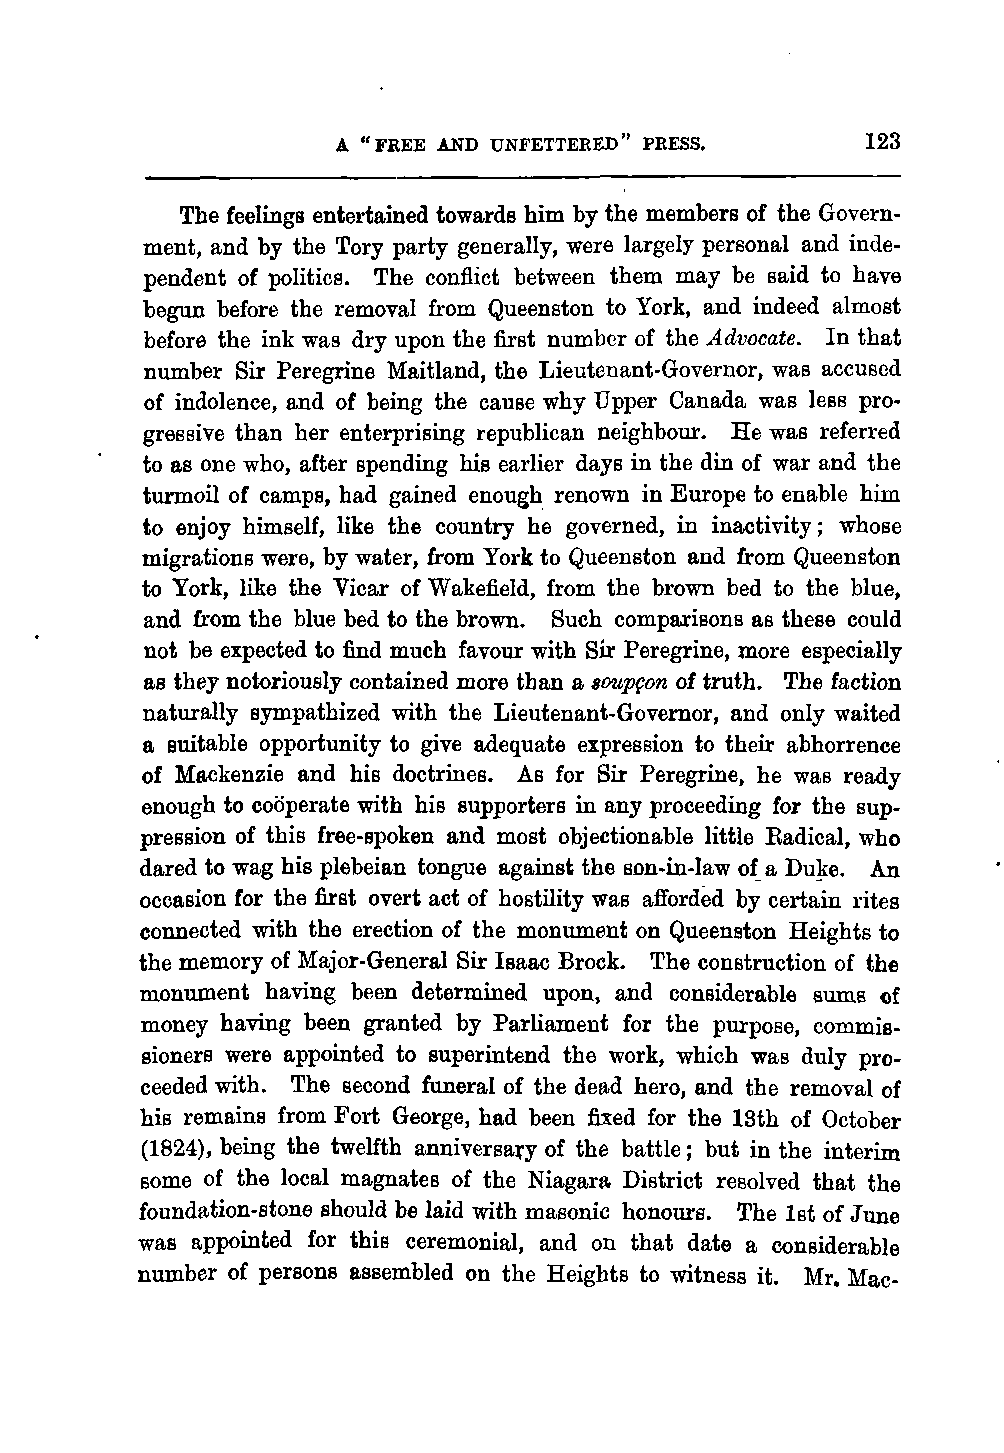 A "FREE AND UNFETTERED" PRESS. 123
The feelings entertained towards him by the members of the Govern-
ment, and by the Tory party generally, were largely personal and inde-
pendent of politics. The conflict between them may be said to have
begun before the removal from Queenston to York, and indeed almost
before the ink was dry upon the first number of the Advocate. In that
number Sir Peregrine Maitland, the Lieutenant-Governor, was accused
of indolence, and of being the cause why Upper Canada was less pro-
gressive than her enterprising republican neighbour. He was referred
to as one who, after spending his earlier days in the din of war and the
turmoil of camps, had gained enough renown in Europe to enable him
to enjoy himself, like the country he governed, in inactivity; whose
migrations were, by water, from York to Queenston and from Queenston
to York, like the Vicar of Wakefield, from the brown bed to the blue,
and from the blue bed to the brown. Such comparisons as these could
not be expected to find much favour with Sir Peregrine, more especially
as they notoriously contained more than a soupçon of truth. The faction
naturally sympathized with the Lieutenant-Governor, and only waited
a suitable opportunity to give adequate expression to their abhorrence
of Mackenzie and his doctrines. As for Sir Peregrine, he was ready
enough to coöperate with his supporters in any proceeding for the sup-
pression of this free-spoken and most objectionable little Radical, who
dared to wag his plebeian tongue against the son-in-law of a Duke. An
occasion for the first overt act of hostility was afforded by certain rites
connected with the erection of the monument on Queenston Heights to
the memory of Major-General Sir Isaac Brock. The construction of the
monument having been determined upon, and considerable sums of
money having been granted by Parliament for the purpose, commis-
sioners were appointed to superintend the work, which was duly pro-
ceeded with. The second funeral of the dead hero, and the removal of
his remains from Fort George, had been fixed for the 13th of October
(1824), being the twelfth anniversary of the battle; but in the interim
some of the local magnates of the Niagara District resolved that the
foundation-stone should be laid with masonic honours. The 1st of June
was appointed for this ceremonial, and on that date a considerable
number of persons assembled on the Heights to witness it. Mr. Mac-